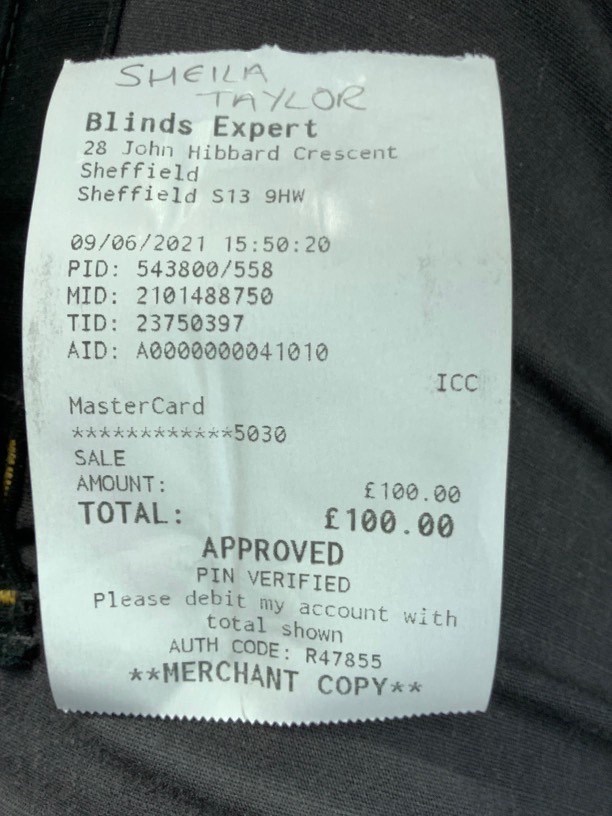 SHEILA
TAYLOR
Blinds Expert
28 John Hibbard Crescent
Sheffield
Sheffield S13 9HW
09/06/2021 15:50:20
PID: 543800/558
MID: 2101488750
TID: 23750397
AID: A0000000041010
ICC
MasterCard
************5030
SALE
AMOUNT: £100.00
TOTAL: £100.00
APPROVED
PIN VERIFIED
Please debit my account with
total shown
AUTH CODE: R47855
**MERCHANT COPY**